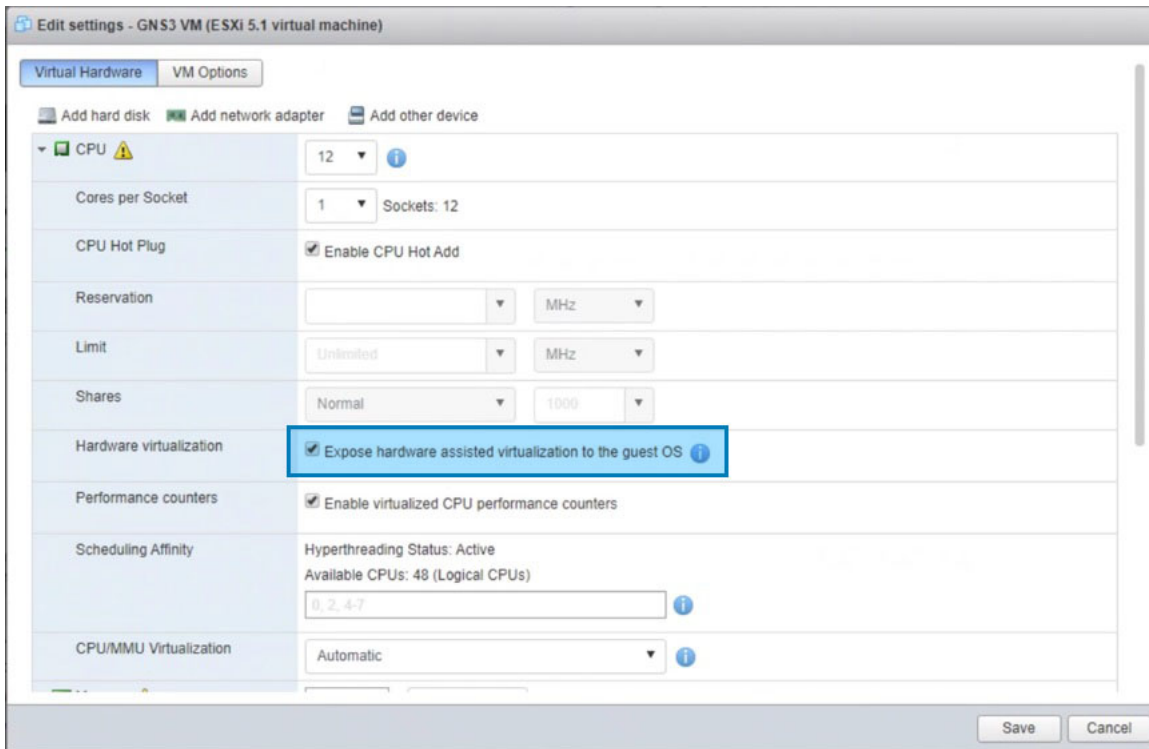 Edit settings - GNS3 VM (ESXi 5.1 virtual machine)
Virtual Hardware VM Options
Add hard disk Add network adapter Add other device
CPU 12
Cores per Socket 1 Sockets: 12
CPU Hot Plug Enable CPU Hot Add
Reservation MHz
Limit Unlimited MHz
Shares Normal 1000
Hardware virtualization Expose hardware assisted virtualization to the guest OS
Performance counters Enable virtualized CPU performance counters
Scheduling Affinity Hyperthreading Status: Active
Available CPUs: 48 (Logical CPUs)
0, 2, 4-7
CPU/MMU Virtualization Automatic
Save Cancel